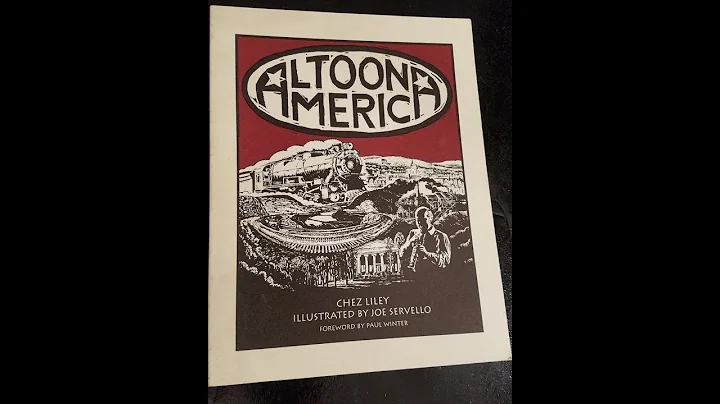 ALTOONA
AMERICA
CHEZ LILEY
ILLUSTRATED BY JOE SERVELLO
FOREWORD BY PAUL WINTER